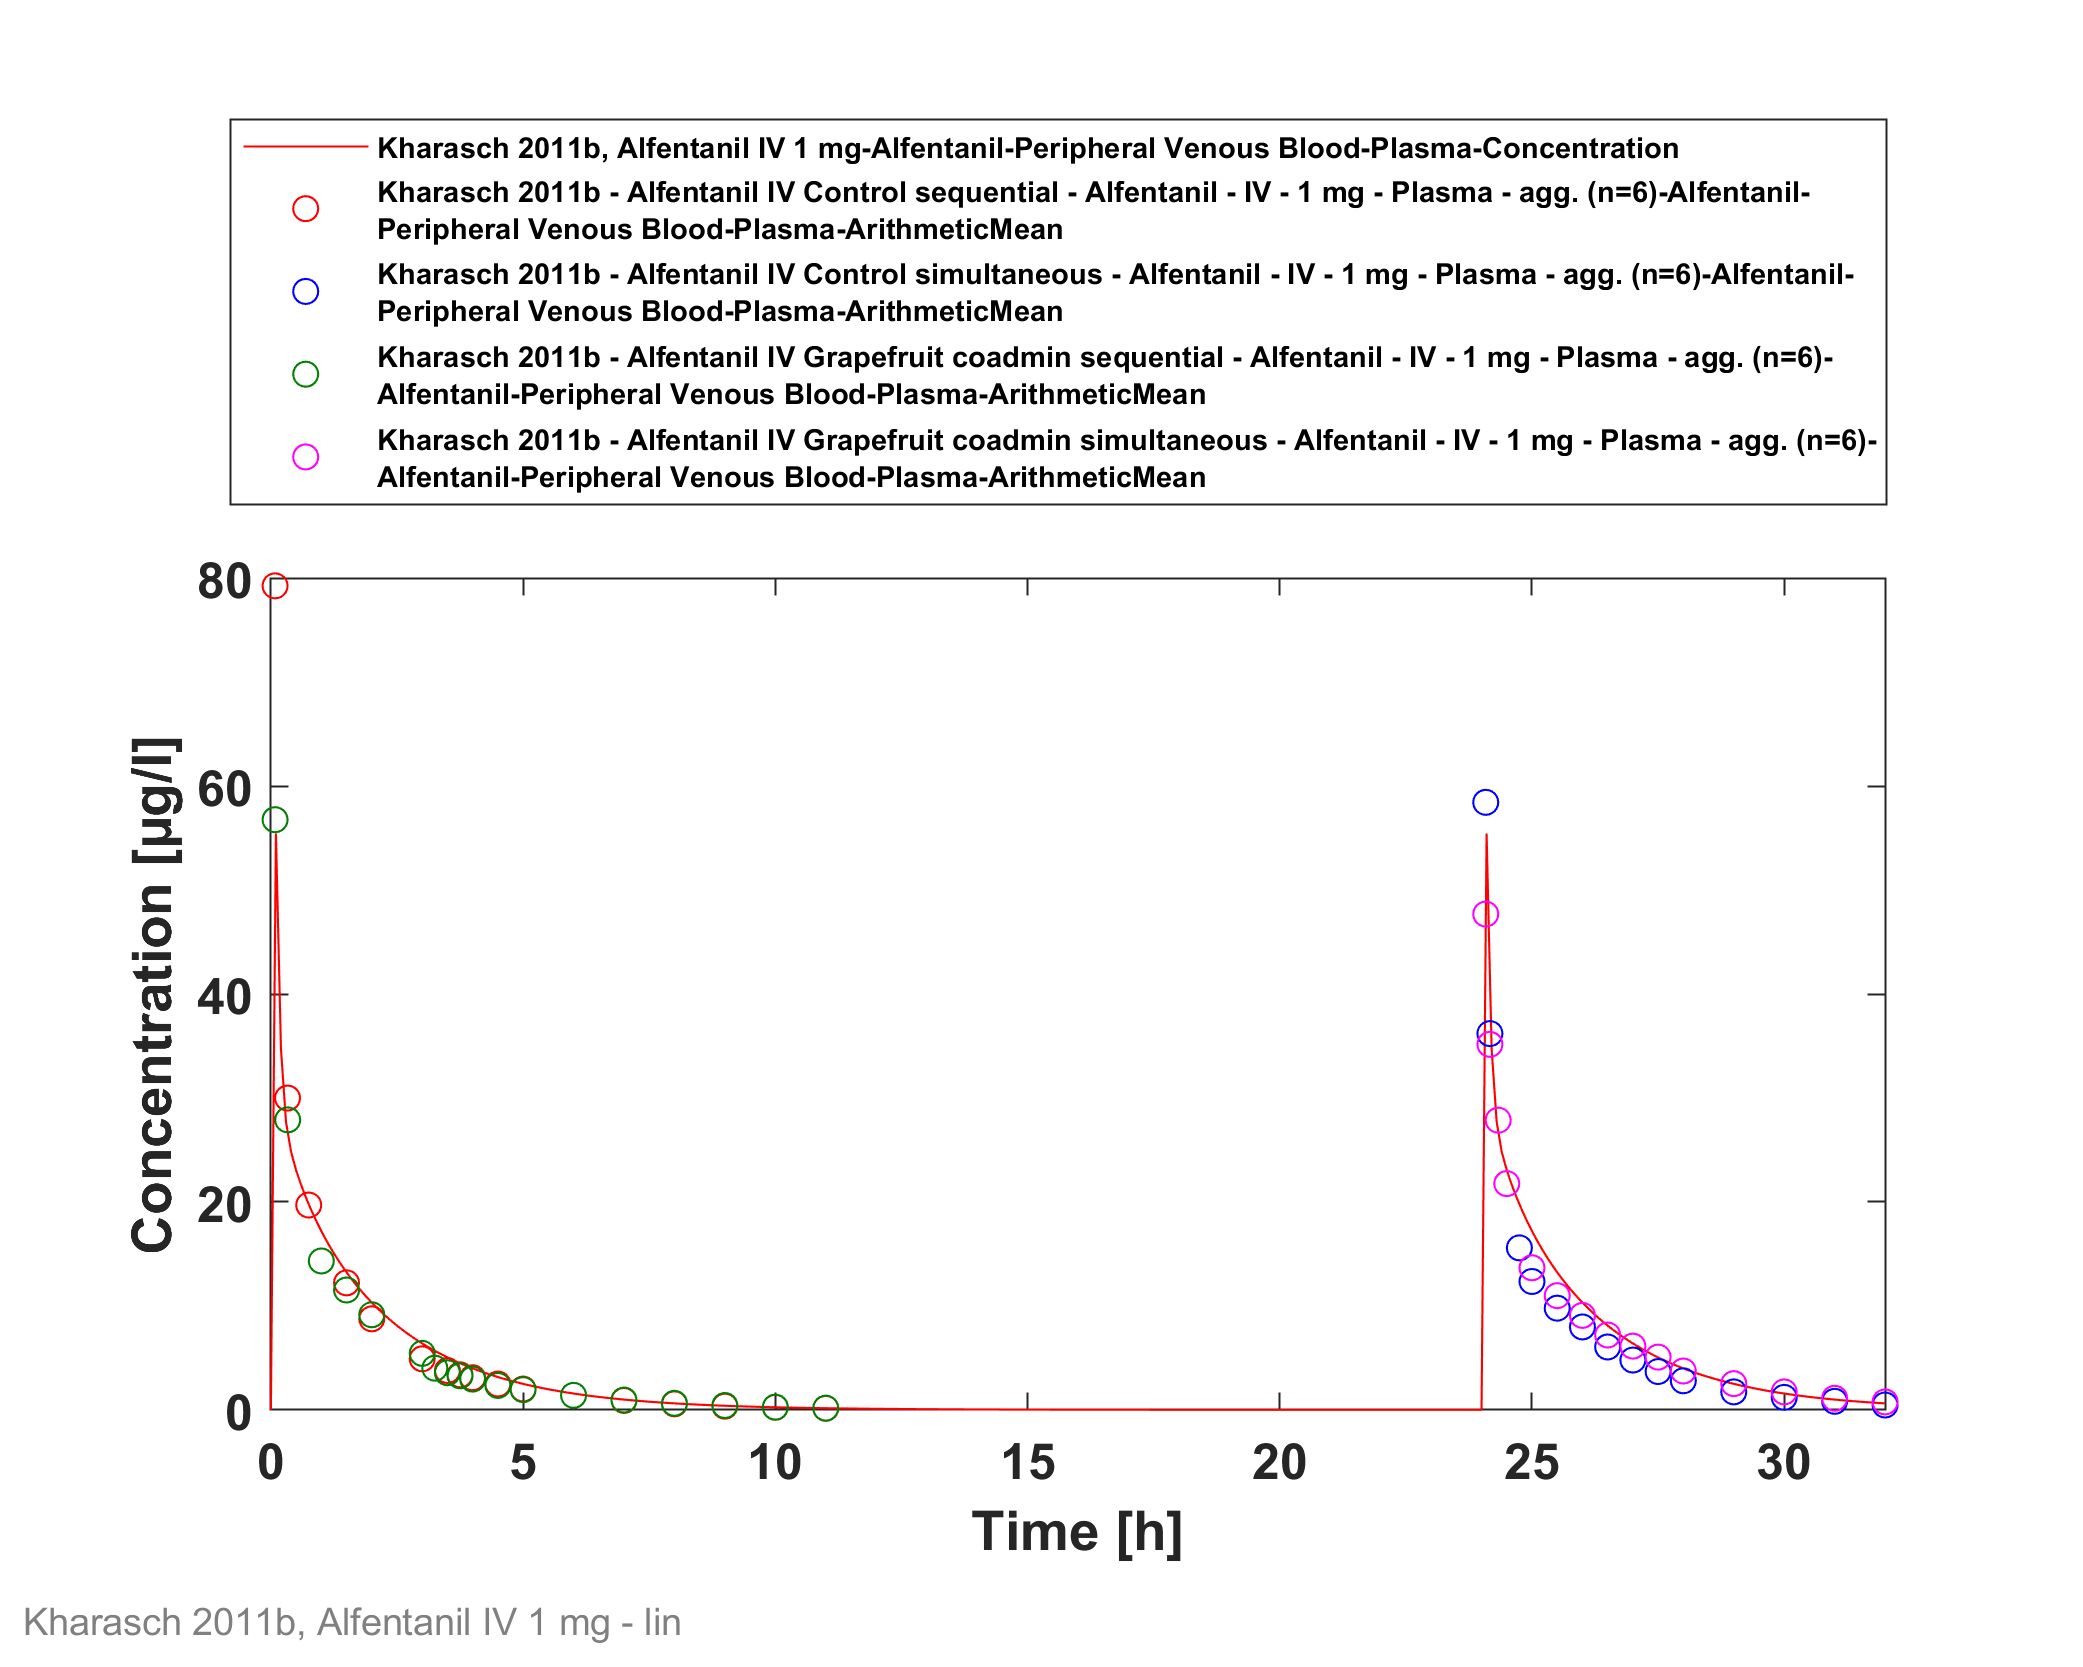 Kharasch 2011b, Alfentanil IV 1 mg-Alfentanil-Peripheral Venous Blood-Plasma-Concentration
Kharasch 2011b - Alfentanil IV Control sequential - Alfentanil - IV - 1 mg - Plasma - agg. (n=6)-Alfentanil-
Peripheral Venous Blood-Plasma-ArithmeticMean
Kharasch 2011b - Alfentanil IV Control simultaneous - Alfentanil - IV - 1 mg - Plasma - agg. (n=6)-Alfentanil-
Peripheral Venous Blood-Plasma-ArithmeticMean
Kharasch 2011b - Alfentanil IV Grapefruit coadmin sequential - Alfentanil - IV - 1 mg - Plasma - agg. (n=6)-
Alfentanil-Peripheral Venous Blood-Plasma-ArithmeticMean
Kharasch 2011b - Alfentanil IV Grapefruit coadmin simultaneous - Alfentanil - IV - 1 mg - Plasma - agg. (n=6)-
Alfentanil-Peripheral Venous Blood-Plasma-ArithmeticMean
Concentration [µg/l]
80
60
40
20
0
0 5 10 15 20 25 30
Time [h]
Kharasch 2011b, Alfentanil IV 1 mg - lin